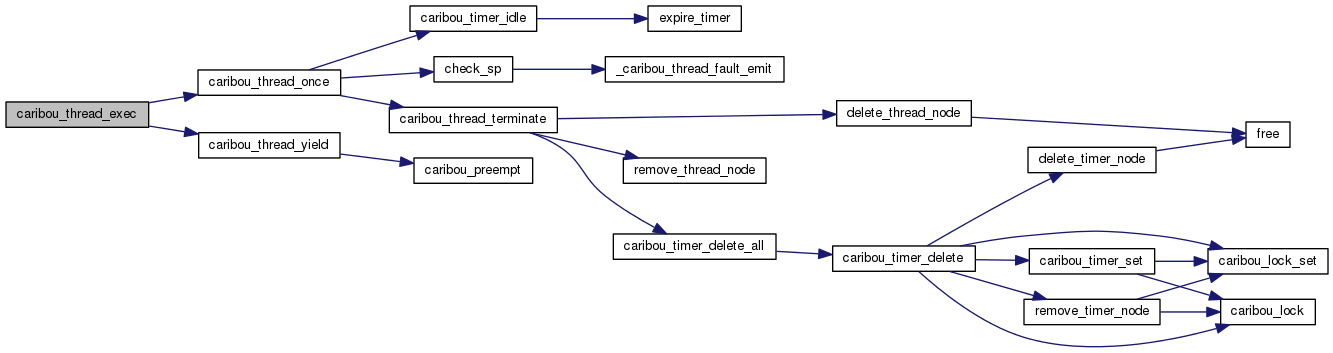 caribou_thread_exec
caribou_thread_once
caribou_thread_yield
caribou_timer_idle
check_sp
caribou_thread_terminate
caribou_preempt
expire_timer
_caribou_thread_fault_emit
remove_thread_node
caribou_timer_delete_all
delete_thread_node
caribou_timer_delete
delete_timer_node
caribou_timer_set
remove_timer_node
free
caribou_lock_set
caribou_lock